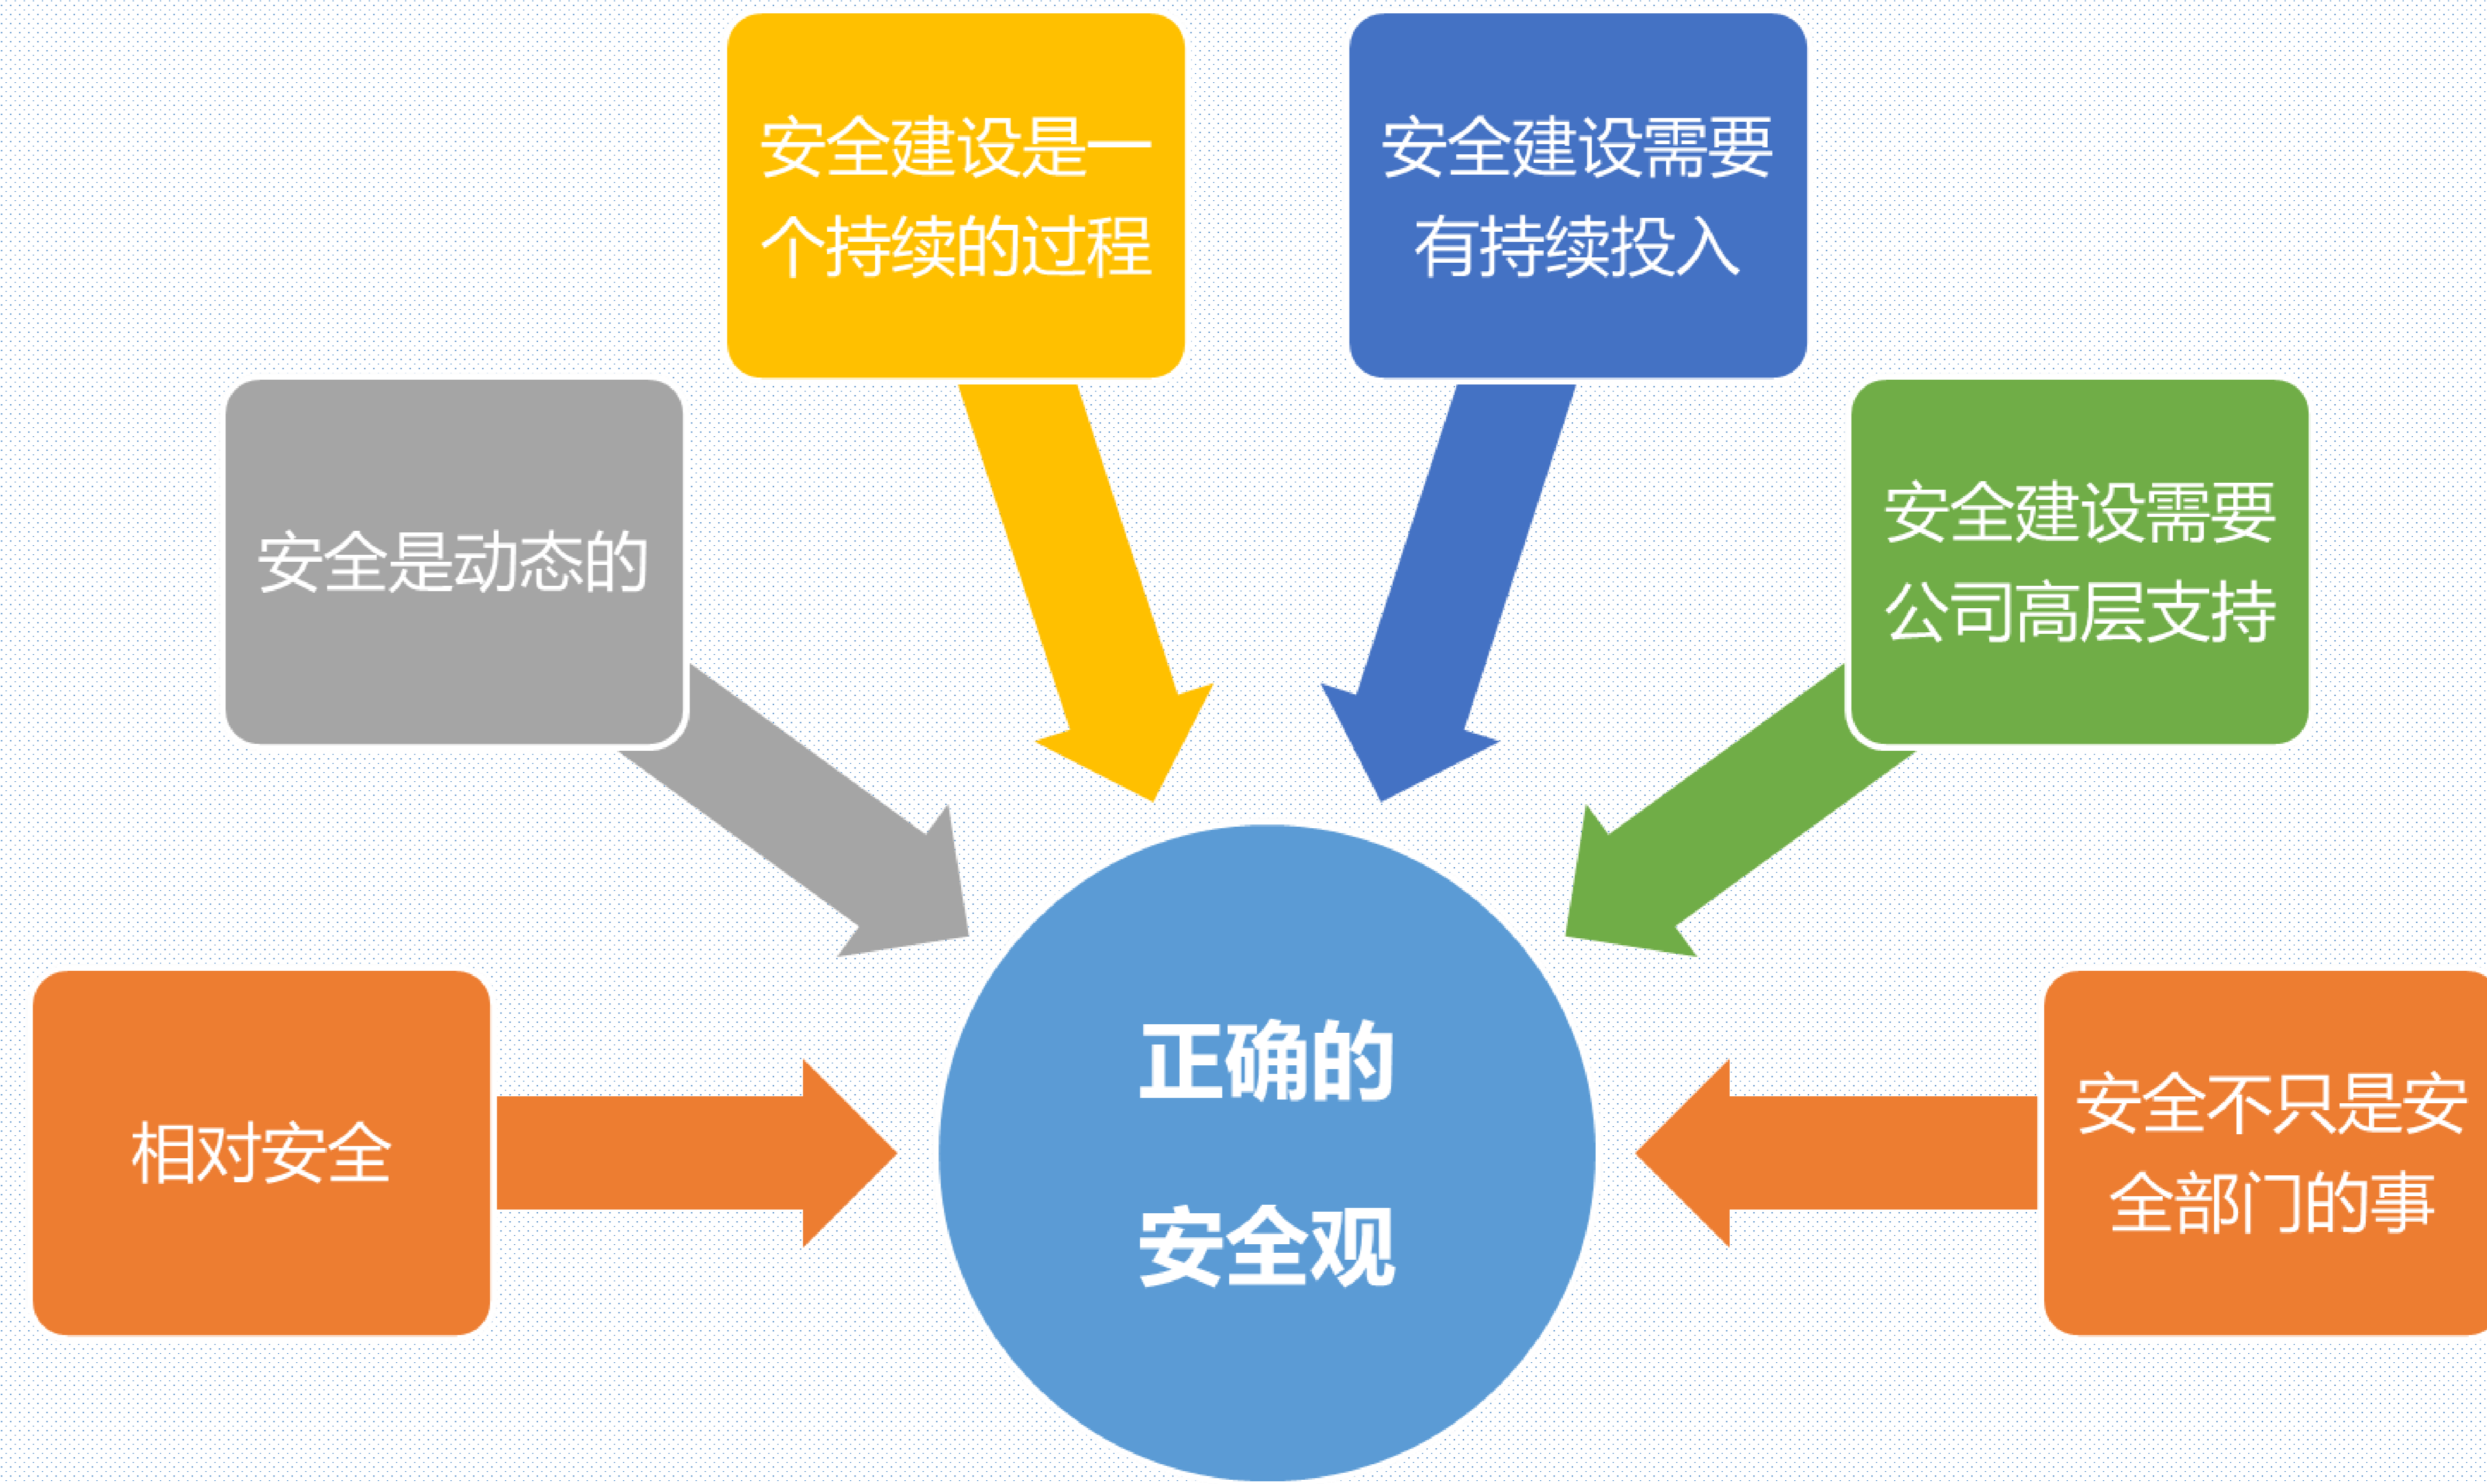 安全建设是一
个持续的过程
安全建设需要
有持续投入
安全是动态的
安全建设需要
公司高层支持
相对安全
正确的
安全观
安全不只是安
全部门的事